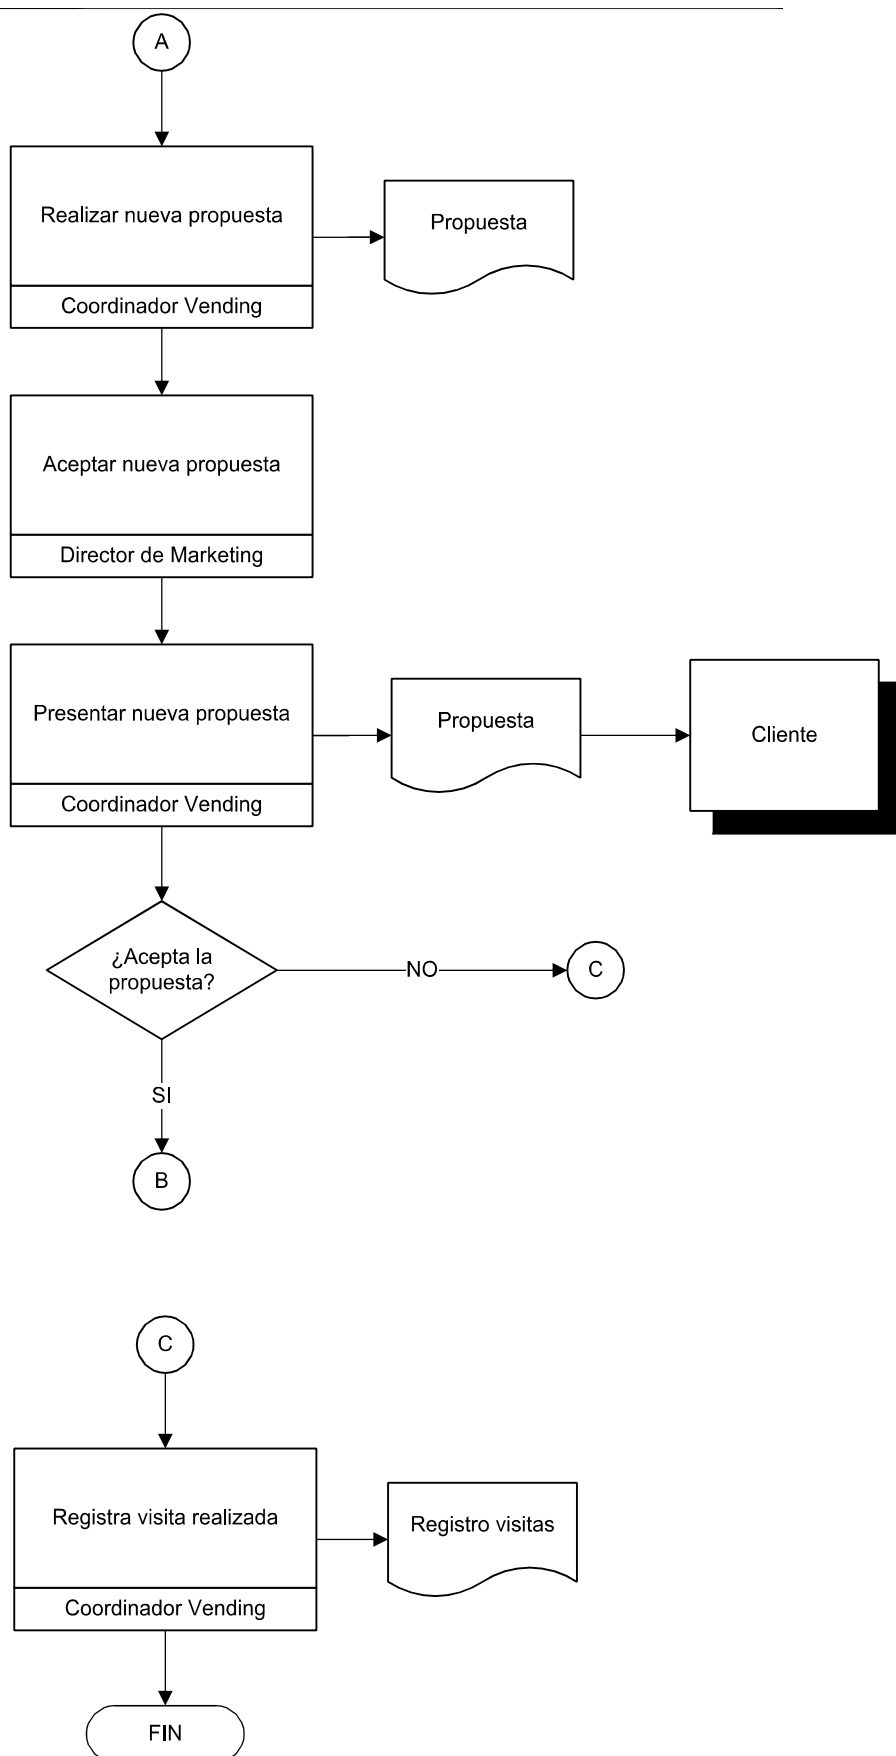 A
Realizar nueva propuesta
Propuesta
Coordinador Vending
Aceptar nueva propuesta
Director de Marketing
Presentar nueva propuesta
Propuesta
Cliente
Coordinador Vending
¿Acepta la
propuesta?
NO
C
SI
B
C
Registra visita realizada
Registro visitas
Coordinador Vending
FIN